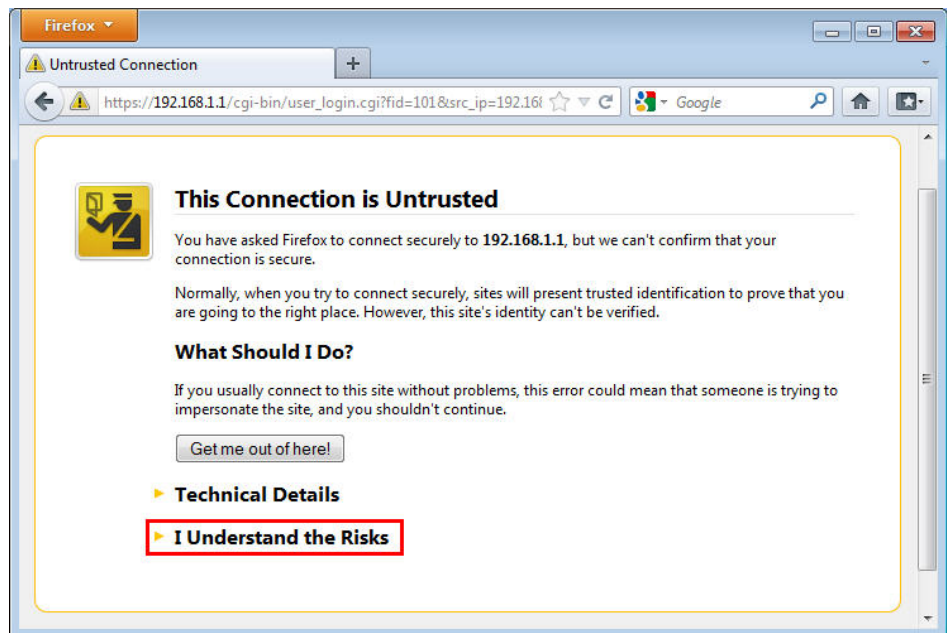 Firefox
Untrusted Connection
https://192.168.1.1/cgi-bin/user_login.cgi?fid=101&src_ip=192.16
Google
This Connection is Untrusted
You have asked Firefox to connect securely to 192.168.1.1, but we can't confirm that your
connection is secure.
Normally, when you try to connect securely, sites will present trusted identification to prove that you
are going to the right place. However, this site's identity can't be verified.
What Should I Do?
If you usually connect to this site without problems, this error could mean that someone is trying to
impersonate the site, and you shouldn't continue.
Get me out of here!
Technical Details
I Understand the Risks